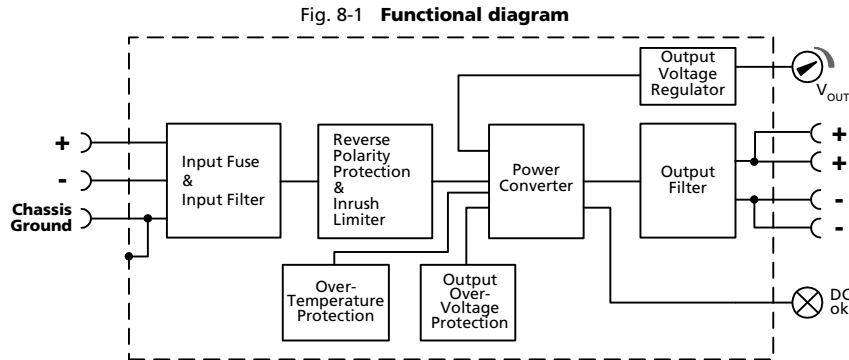 Fig. 8-1 Functional diagram
Output
Voltage
Regulator
VOUT
+
-
Chassis
Ground
Input Fuse
&
Input Filter
Reverse
Polarity
Protection
&
Inrush
Limiter
Power
Converter
Output
Filter
+
+
-
-
Over-
Temperature
Protection
Output
Over-
Voltage
Protection
DC
ok